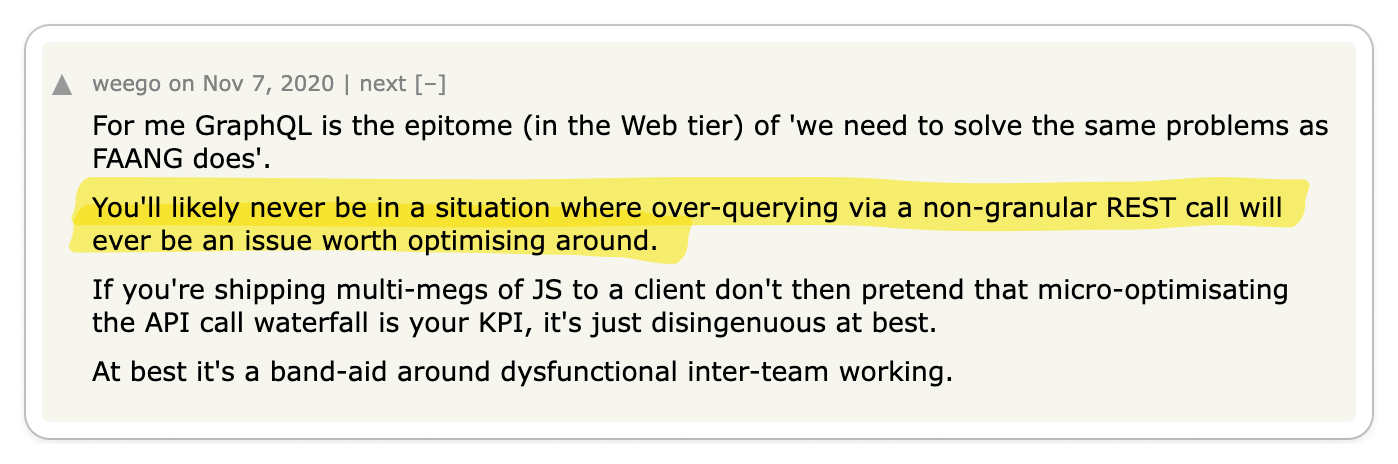 weego on Nov 7, 2020 | next [–]
For me GraphQL is the epitome (in the Web tier) of 'we need to solve the same problems as
FAANG does'.
You'll likely never be in a situation where over-querying via a non-granular REST call will
ever be an issue worth optimising around.
If you're shipping multi-megs of JS to a client don't then pretend that micro-optimisating
the API call waterfall is your KPI, it's just disingenuous at best.
At best it's a band-aid around dysfunctional inter-team working.